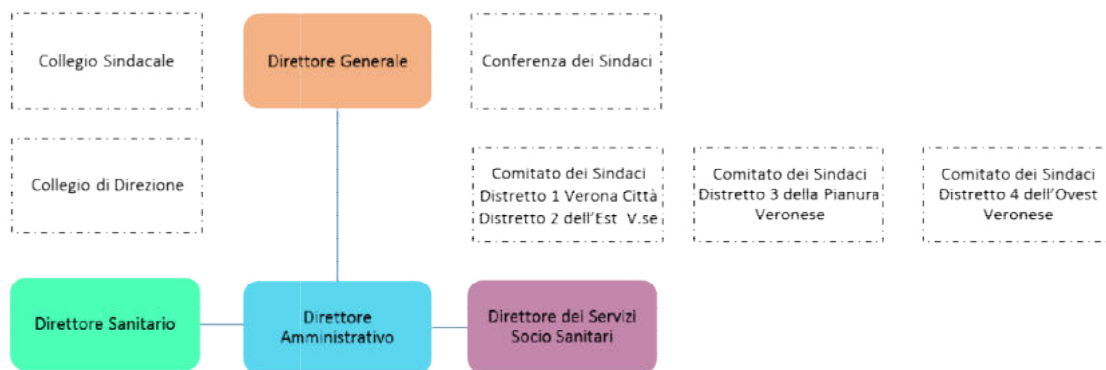 Collegio Sindacale
Direttore Generale
Conferenza dei Sindaci
Collegio di Direzione
Comitato dei Sindaci
Distretto 1 Verona Città
Distretto 2 dell'Est V.se
Comitato dei Sindaci
Distretto 3 della Pianura
Veronese
Comitato dei Sindaci
Distretto 4 dell'Ovest
Veronese
Direttore Sanitario
Direttore
Amministrativo
Direttore dei Servizi
Socio Sanitari